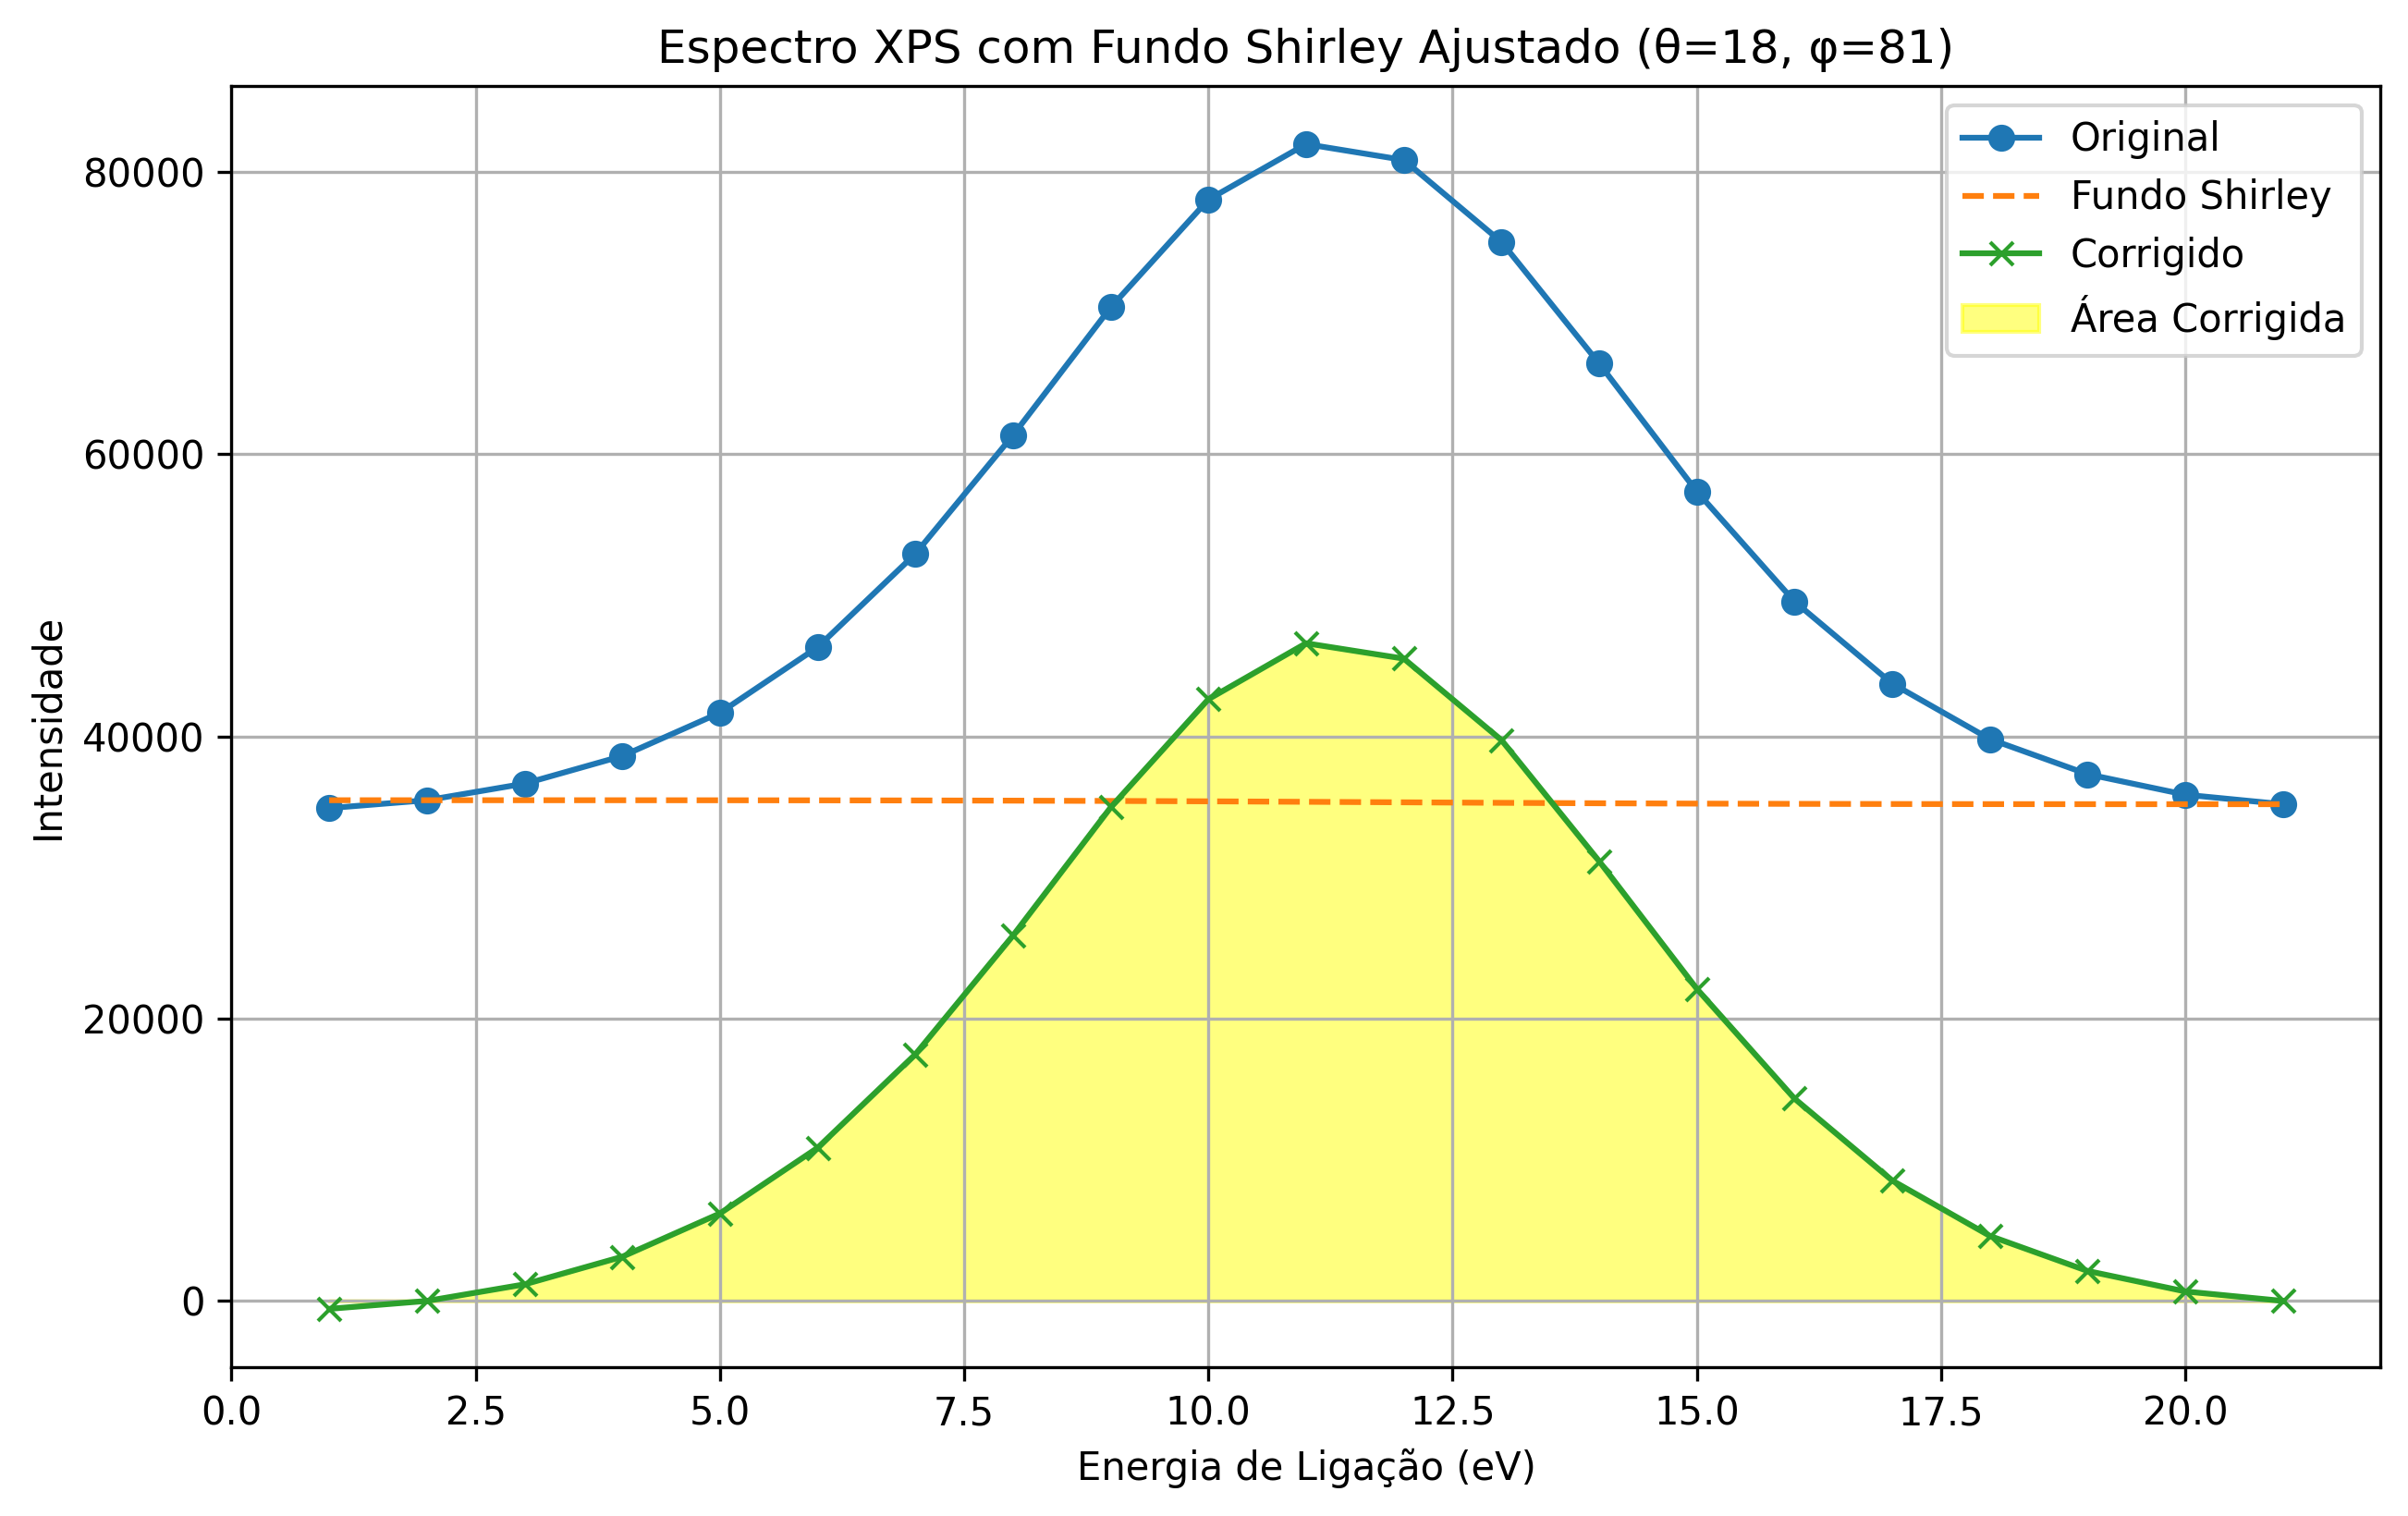 Espectro XPS com Fundo Shirley Ajustado (θ=18, φ=81)
Original
Fundo Shirley
Corrigido
Área Corrigida
80000
60000
40000
20000
0
Intensidade
0.0 2.5 5.0 7.5 10.0 12.5 15.0 17.5 20.0
Energia de Ligação (eV)